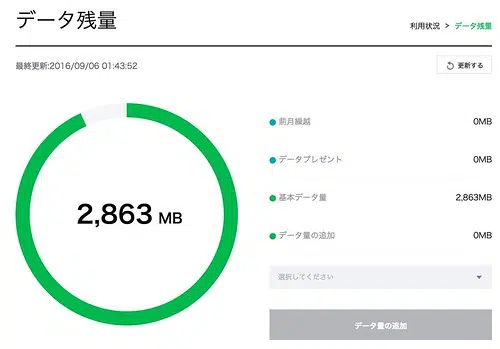 データ残量
利用状況 > データ残量
最終更新:2016/09/06 01:43:52
更新する
2,863 MB
前月繰越 0MB
データプレゼント 0MB
基本データ量 2,863MB
データ量の追加 0MB
選択してください
データ量の追加